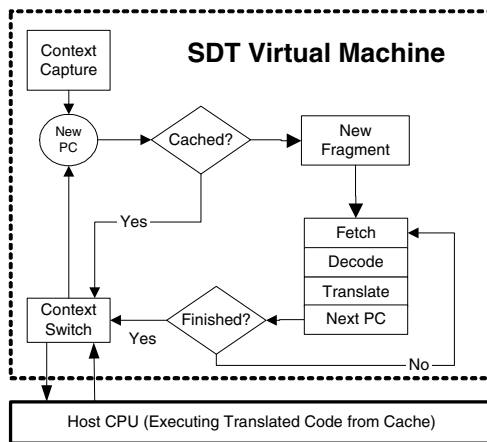 SDT Virtual Machine
Context
Capture
New
PC
Cached?
New
Fragment
Yes
Fetch
Decode
Translate
Next PC
Context
Switch
Finished?
Yes
No
Host CPU (Executing Translated Code from Cache)